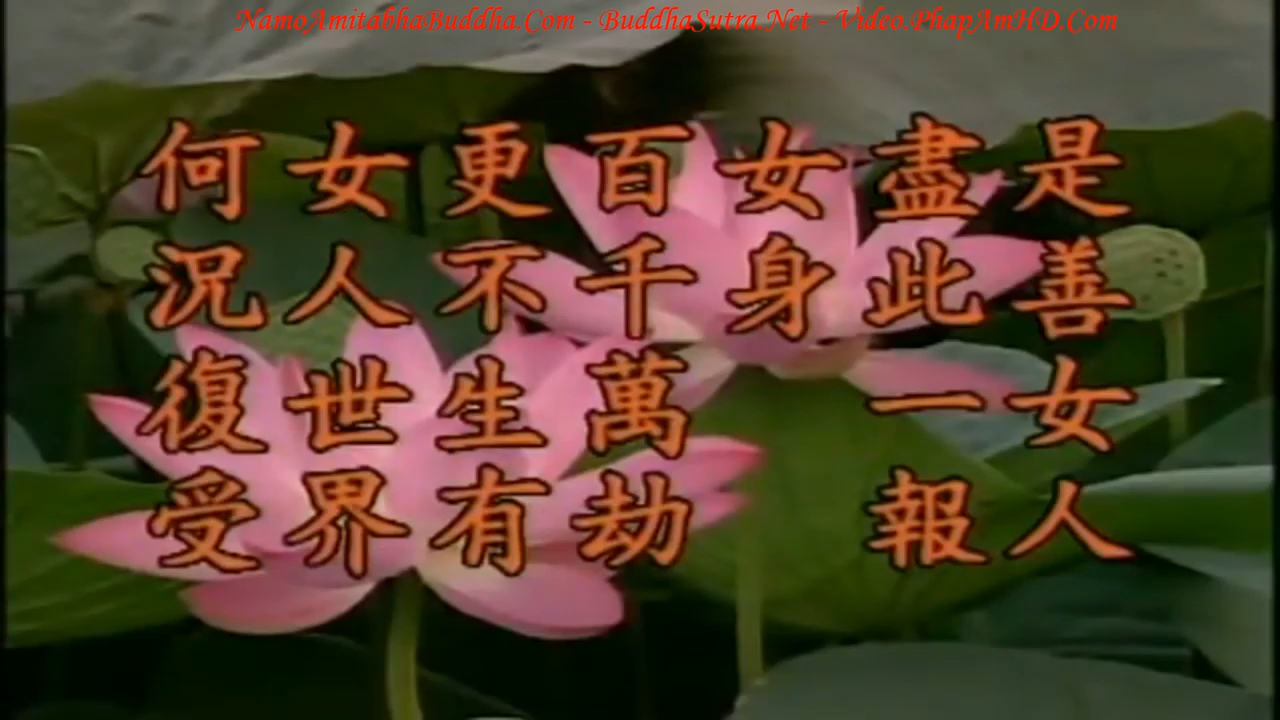 NamoAmitabhaBuddha.Com - BuddhaSutra.Net - Video.PhapAmHD.Com
是善女人
盡此一報
女身
百千萬劫
更不生有
女人世界
何況復受